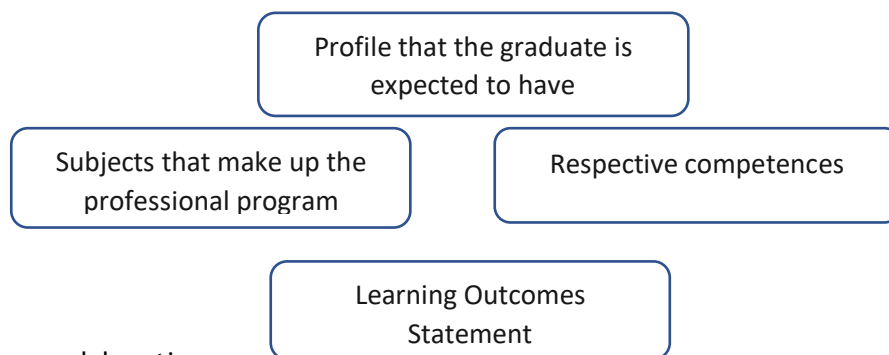 Profile that the graduate is
expected to have
Subjects that make up the
professional program
Respective competences
Learning Outcomes
Statement